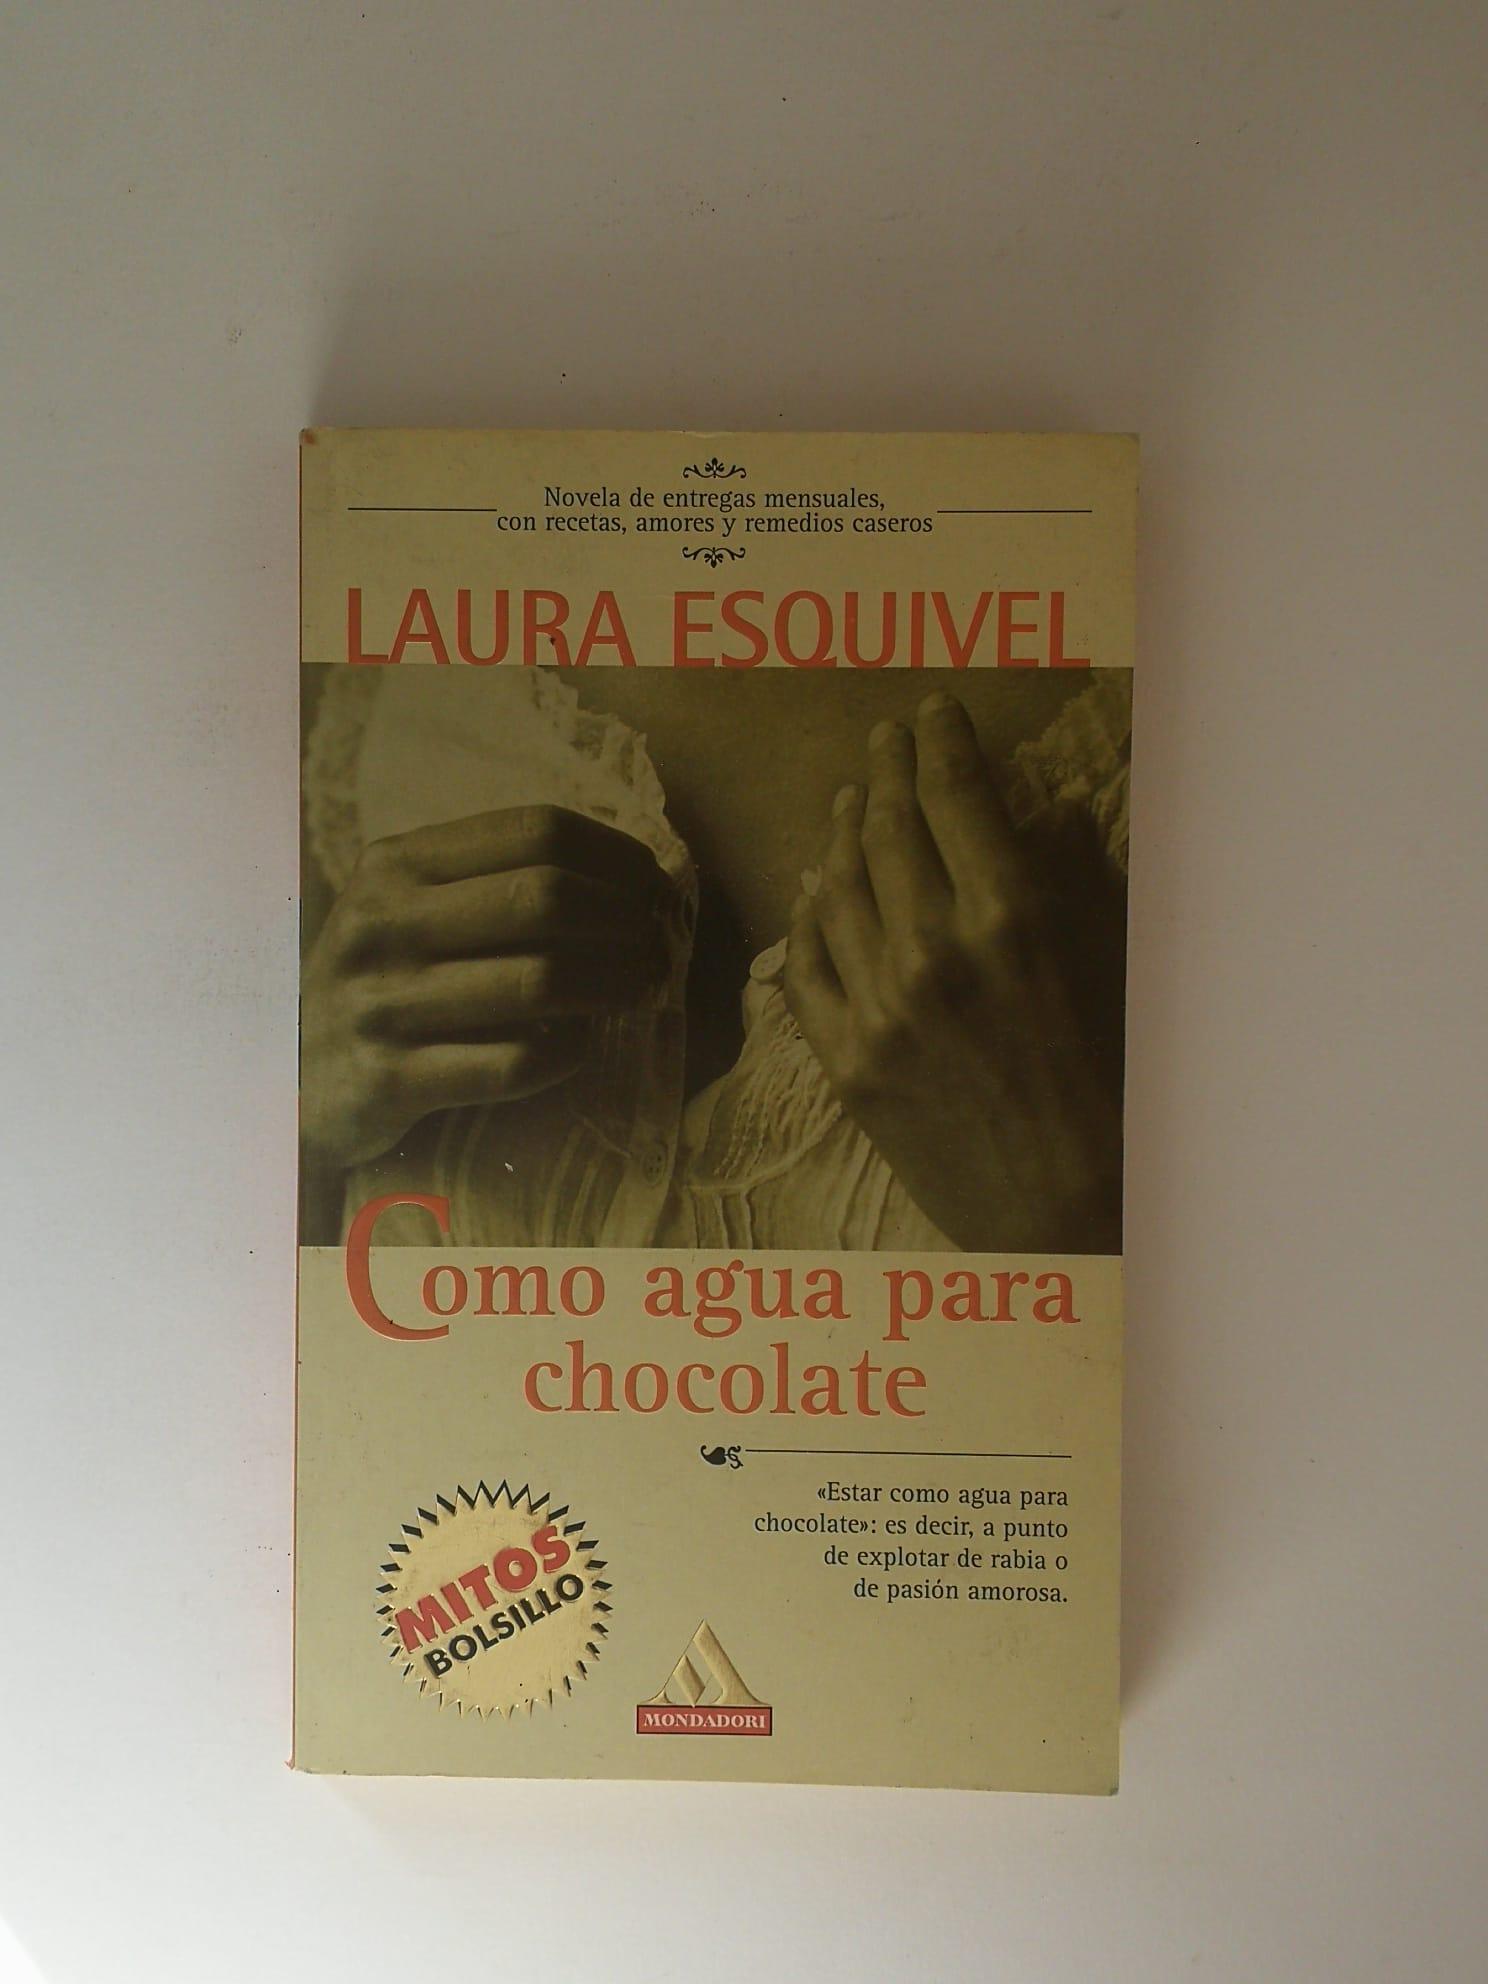 Novela de entregas mensuales,
con recetas, amores y remedios caseros
LAURA ESQUIVEL
Como agua para
chocolate
«Estar como agua para
chocolate»: es decir, a punto
de explotar de rabia o
de pasión amorosa.
MITOS
BOLSILLO
MONDADORI